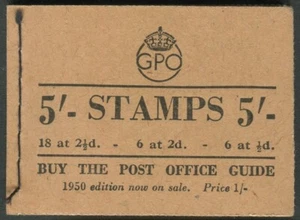 GPO
5/- STAMPS 5/-
18 at 2½d. - 6 at 2d. - 6 at ½d.
BUY THE POST OFFICE GUIDE
1950 edition now on sale. Price 1/-